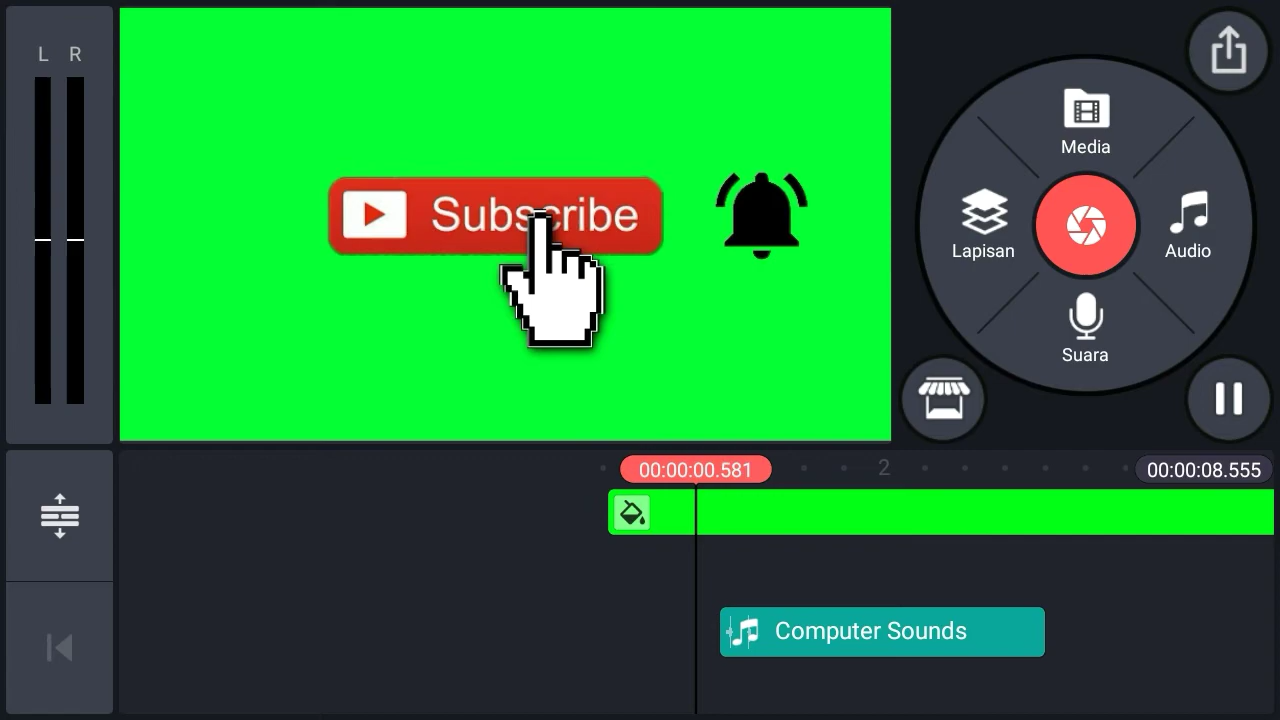 L R
Subscribe
Media
Lapisan
Audio
Suara
00:00:00.581
2
00:00:08.555
Computer Sounds